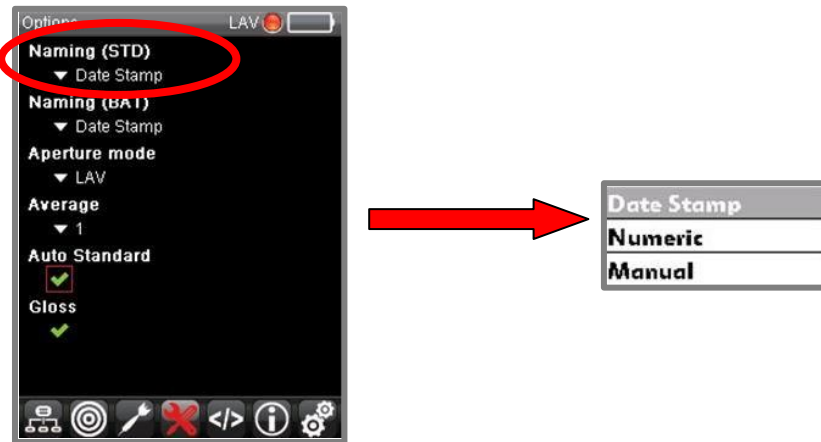 Options LAV
Naming (STD)
Date Stamp
Naming (BAT)
Date Stamp
Aperture mode
LAV
Average
1
Auto Standard
Gloss
</>
i
Date Stamp
Numeric
Manual